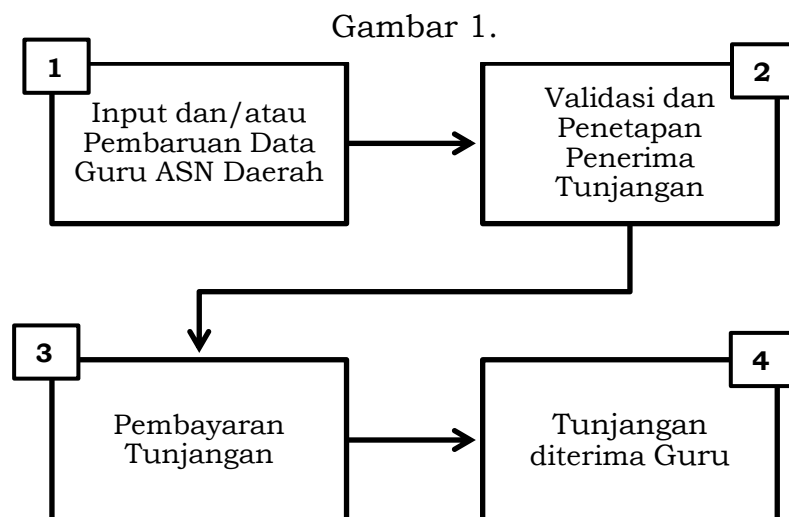 Gambar 1.
1
Input dan/atau
Pembaruan Data
Guru ASN Daerah
2
Validasi dan
Penetapan
Penerima
Tunjangan
3
Pembayaran
Tunjangan
4
Tunjangan
diterima Guru